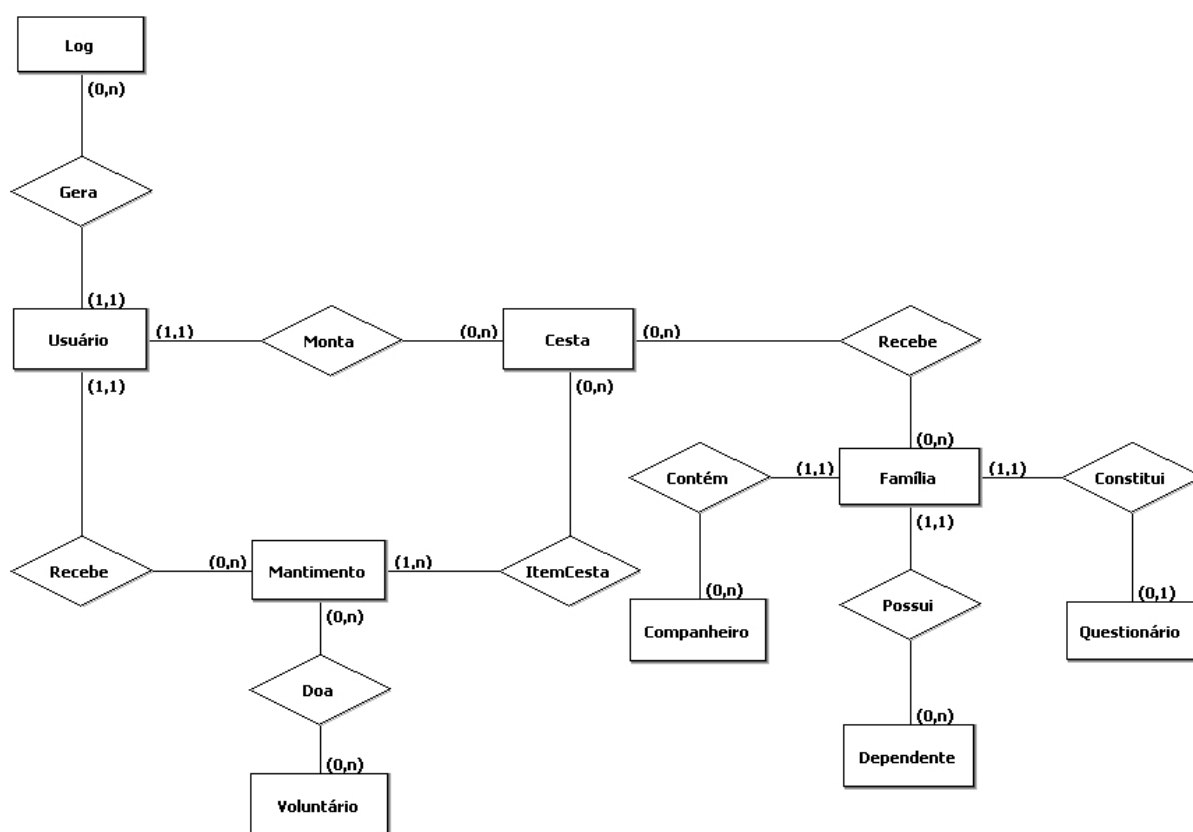 Log
(0,n)
Gera
(1,1)
Usuário
(1,1)
Monta
(0,n)
Cesta
(0,n)
Recebe
(1,1)
(0,n)
(0,n)
Contém
(1,1)
Família
(1,1)
Constitui
(1,1)
Recebe
(0,n)
Mantimento
(1,n)
ItemCesta
(0,n)
(0,n)
Possui
(0,1)
Companheiro
Questionário
Doa
(0,n)
(0,n)
Dependente
Voluntário